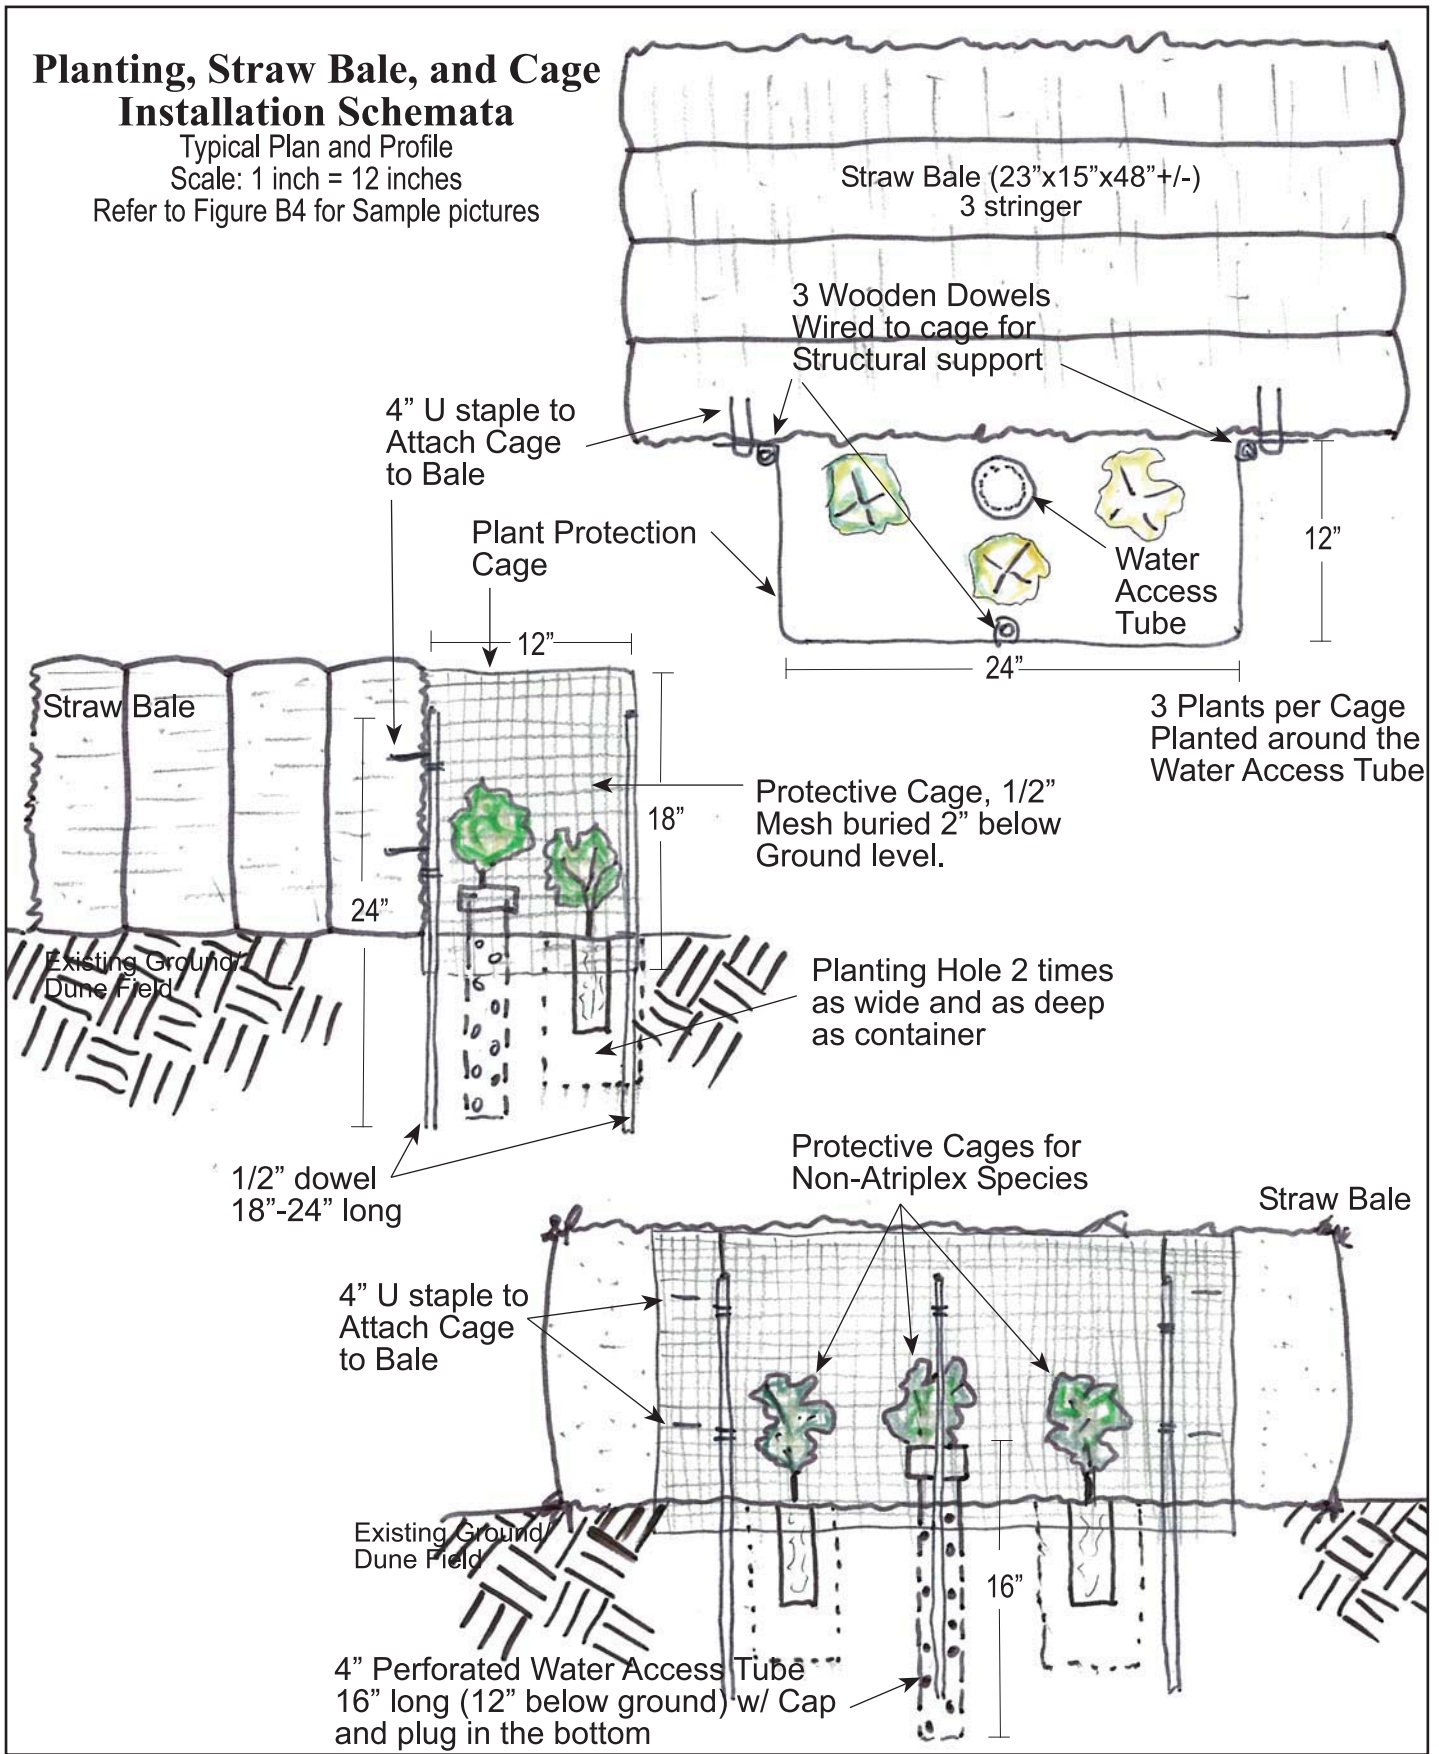 Planting, Straw Bale, and Cage
Installation Schemata
Typical Plan and Profile
Scale: 1 inch = 12 inches
Refer to Figure B4 for Sample pictures
Straw Bale (23”x15”x48”+/-)
3 stringer
3 Wooden Dowels
Wired to cage for
Structural support
4” U staple to
Attach Cage
to Bale
Plant Protection
Cage
Water
Access
Tube
12”
24”
3 Plants per Cage
Planted around the
Water Access Tube
12”
Straw Bale
18”
24”
Protective Cage, 1/2”
Mesh buried 2” below
Ground level.
Existing Ground/
Dune Field
Planting Hole 2 times
as wide and as deep
as container
1/2” dowel
18”-24” long
Protective Cages for
Non-Atriplex Species
Straw Bale
4” U staple to
Attach Cage
to Bale
Existing Ground/
Dune Field
16”
4” Perforated Water Access Tube
16” long (12” below ground) w/ Cap
and plug in the bottom